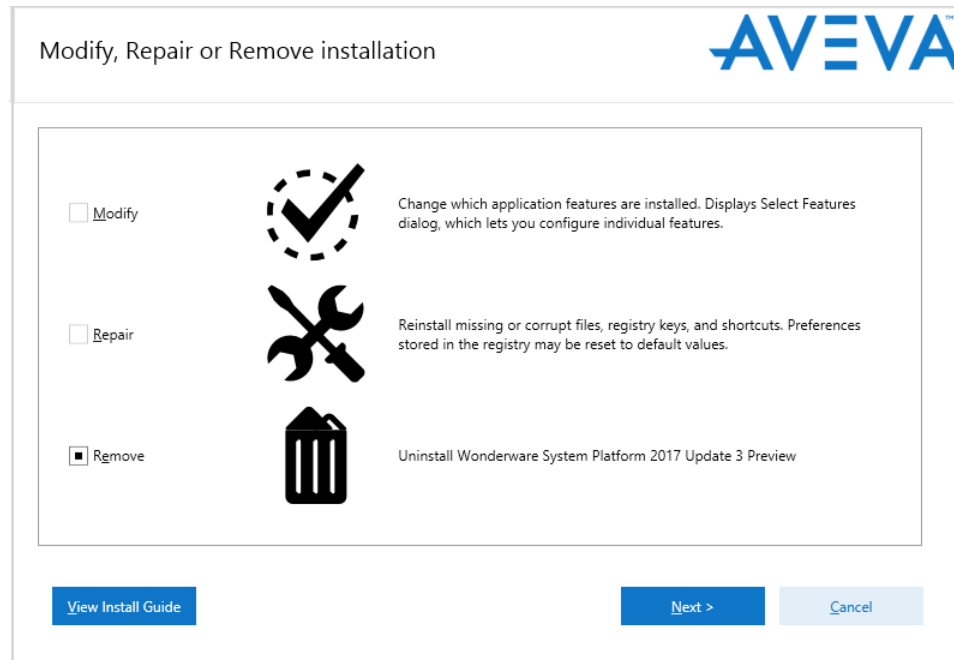 Modify, Repair or Remove installation
AVEVA™
Modify
Change which application features are installed. Displays Select Features
dialog, which lets you configure individual features.
Repair
Reinstall missing or corrupt files, registry keys, and shortcuts. Preferences
stored in the registry may be reset to default values.
Remove
Uninstall Wonderware System Platform 2017 Update 3 Preview
View Install Guide
Next >
Cancel